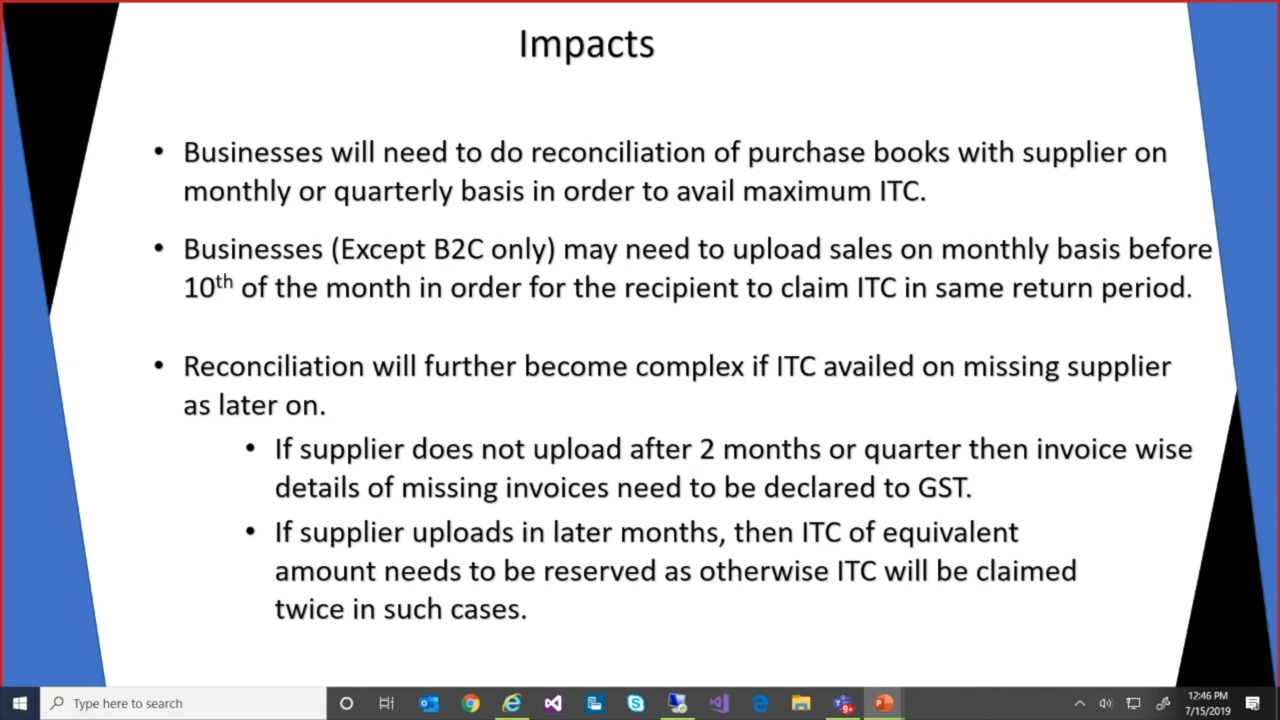 Impacts
• Businesses will need to do reconciliation of purchase books with supplier on
monthly or quarterly basis in order to avail maximum ITC.
• Businesses (Except B2C only) may need to upload sales on monthly basis before
10th of the month in order for the recipient to claim ITC in same return period.
• Reconciliation will further become complex if ITC availed on missing supplier
as later on.
• If supplier does not upload after 2 months or quarter then invoice wise
details of missing invoices need to be declared to GST.
• If supplier uploads in later months, then ITC of equivalent
amount needs to be reserved as otherwise ITC will be claimed
twice in such cases.
Type here to search
9+
12:46 PM
7/15/2019